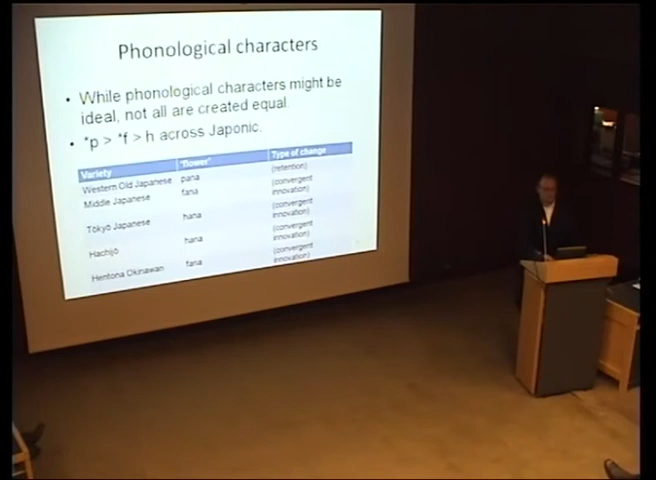 Phonological characters
• While phonological characters might be
ideal, not all are created equal.
• *p > *f > h across Japonic.
Variety "flower" Type of change
Western Old Japanese pana (retention)
Middle Japanese fana (convergent
innovation)
Tōkyō Japanese hana (convergent
innovation)
Hachijō hana (convergent
innovation)
Hentona Okinawan fana (convergent
innovation)